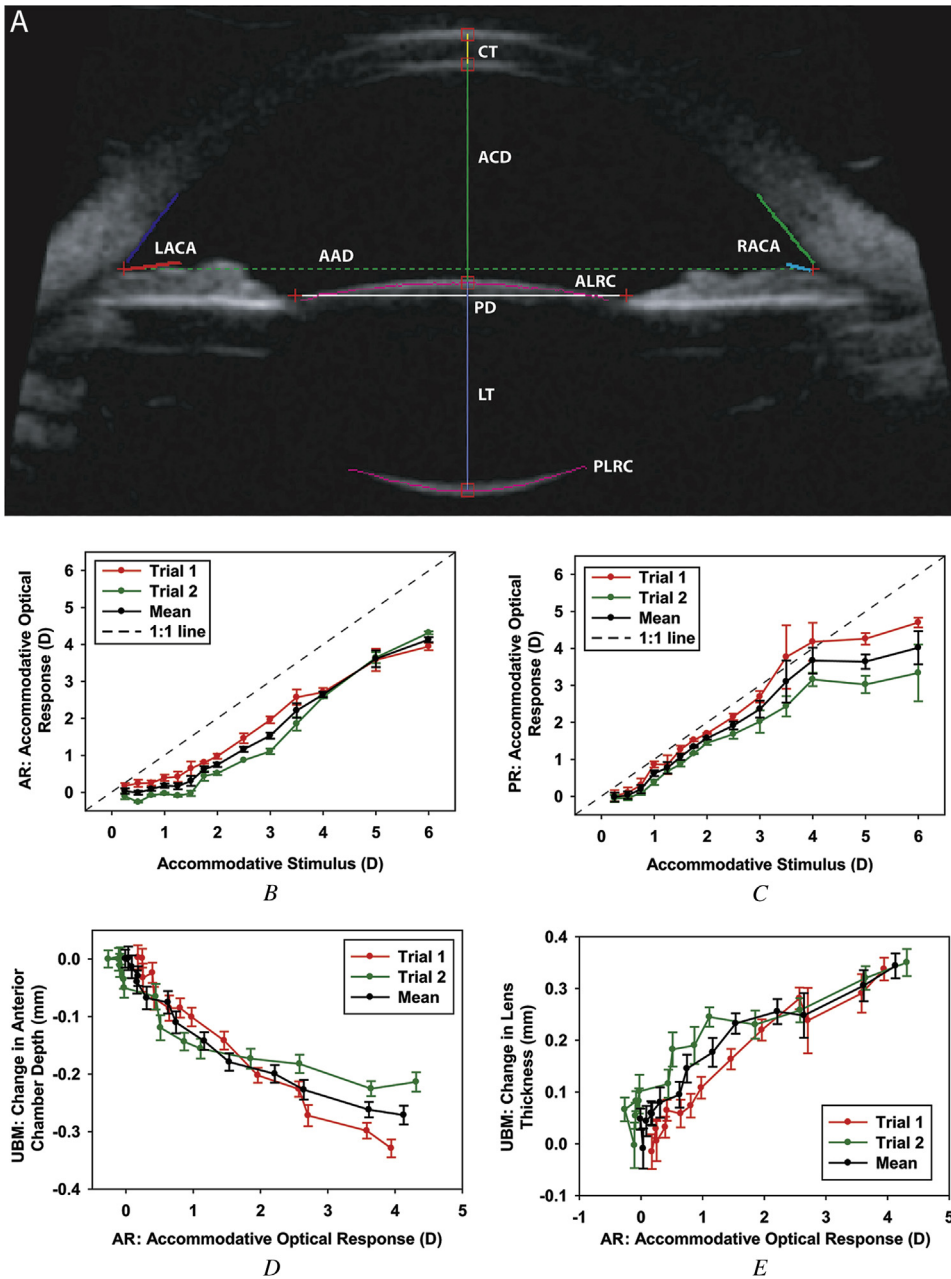 A
CT
ACD
LACA
RACA
AAD
ALRC
PD
LT
PLRC
AR: Accommodative Optical
Response (D)
6
5
4
3
2
1
0
Trial 1
Trial 2
Mean
1:1 line
0 1 2 3 4 5 6
Accommodative Stimulus (D)
B
PR: Accommodative Optical
Response (D)
6
5
4
3
2
1
0
Trial 1
Trial 2
Mean
1:1 line
0 1 2 3 4 5 6
Accommodative Stimulus (D)
C
UBM: Change in Anterior
Chamber Depth (mm)
0.0
-0.1
-0.2
-0.3
-0.4
Trial 1
Trial 2
Mean
0 1 2 3 4 5
AR: Accommodative Optical Response (D)
D
UBM: Change in Lens
Thickness (mm)
0.4
0.3
0.2
0.1
0.0
-0.1
Trial 1
Trial 2
Mean
-1 0 1 2 3 4 5
AR: Accommodative Optical Response (D)
E